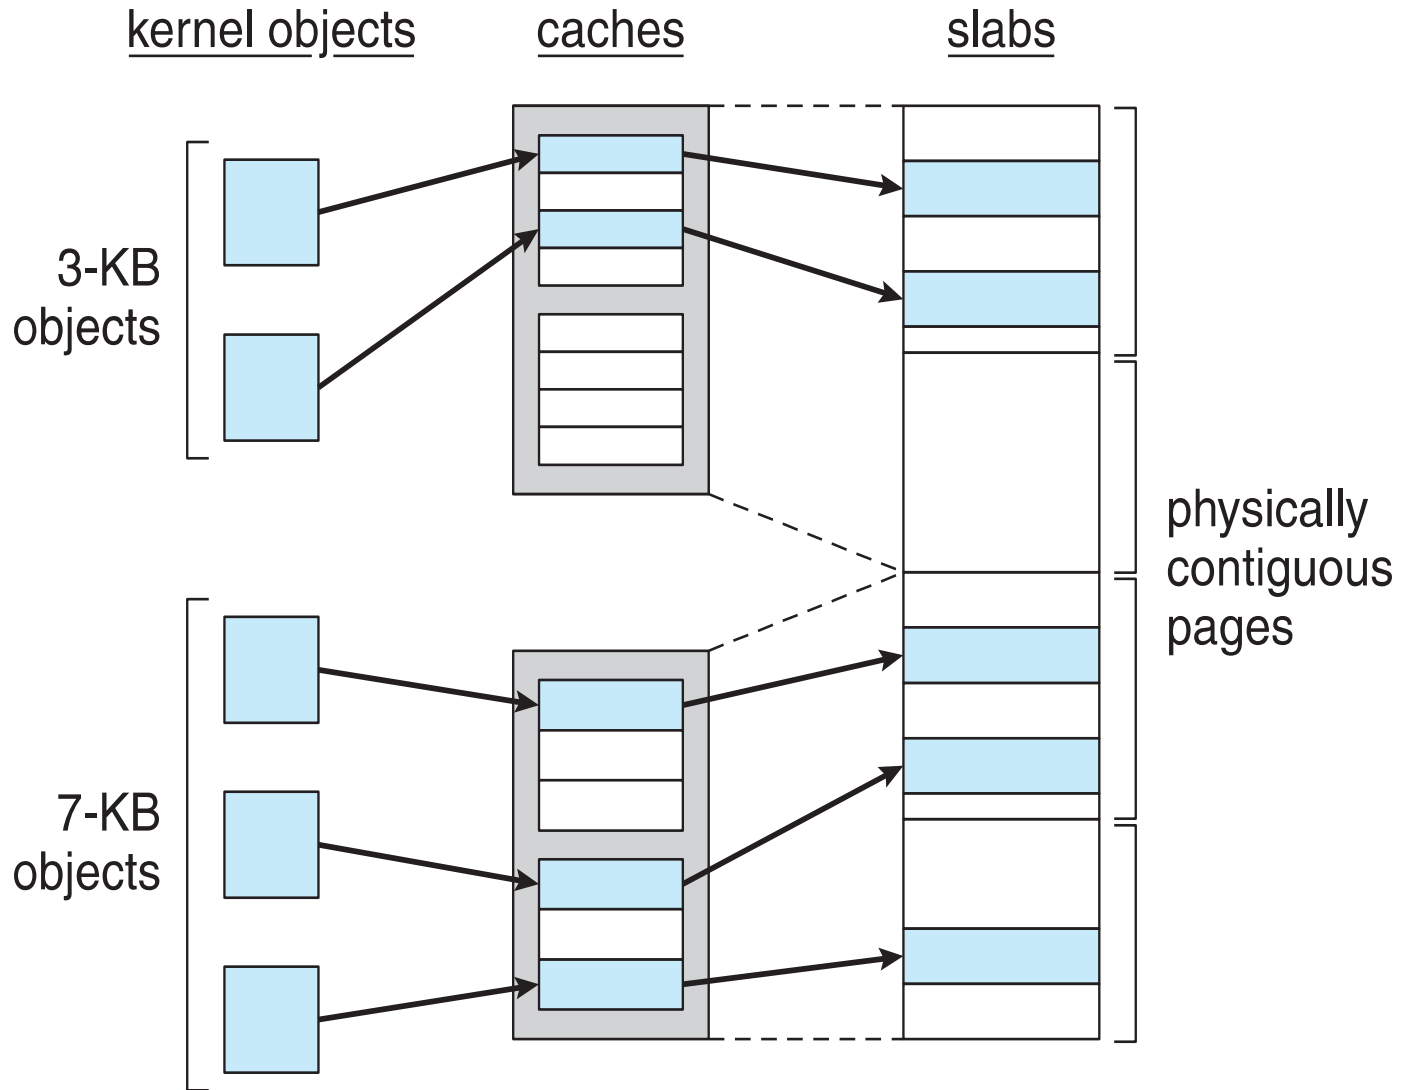 kernel objects
caches
slabs
3-KB
objects
physically
contiguous
pages
7-KB
objects